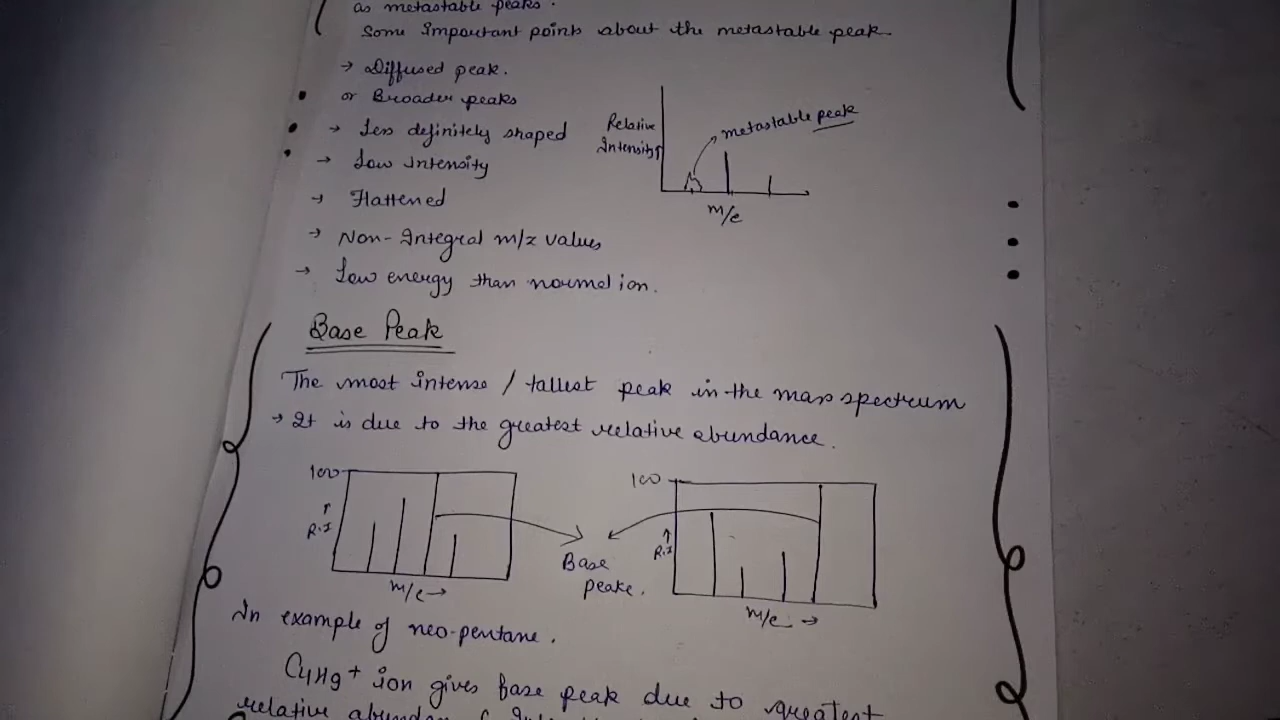 as metastable peaks.
Some Important points about the metastable peak.
→ Diffused peak.
or Broader peaks
→ Less definitely shaped
→ Low Intensity
→ Flattened
→ Non-Integral m/z values
→ Low energy than normal ion.
Relative
Intensity↑
metastable peak
m/e
Base Peak
The most intense / tallest peak in the mass spectrum
→ It is due to the greatest relative abundance.
100
↑
R.I
m/e→
Base
peake.
100
↑
R.I
m/e →
In example of neo-pentane.
C4H9+ ion gives base peak due to greatest
relative